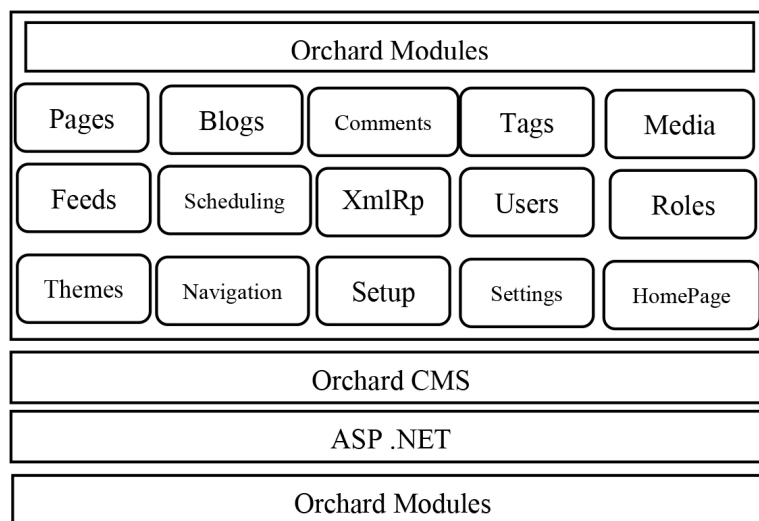 Orchard Modules
Pages Blogs Comments Tags Media
Feeds Scheduling XmlRp Users Roles
Themes Navigation Setup Settings HomePage
Orchard CMS
ASP .NET
Orchard Modules